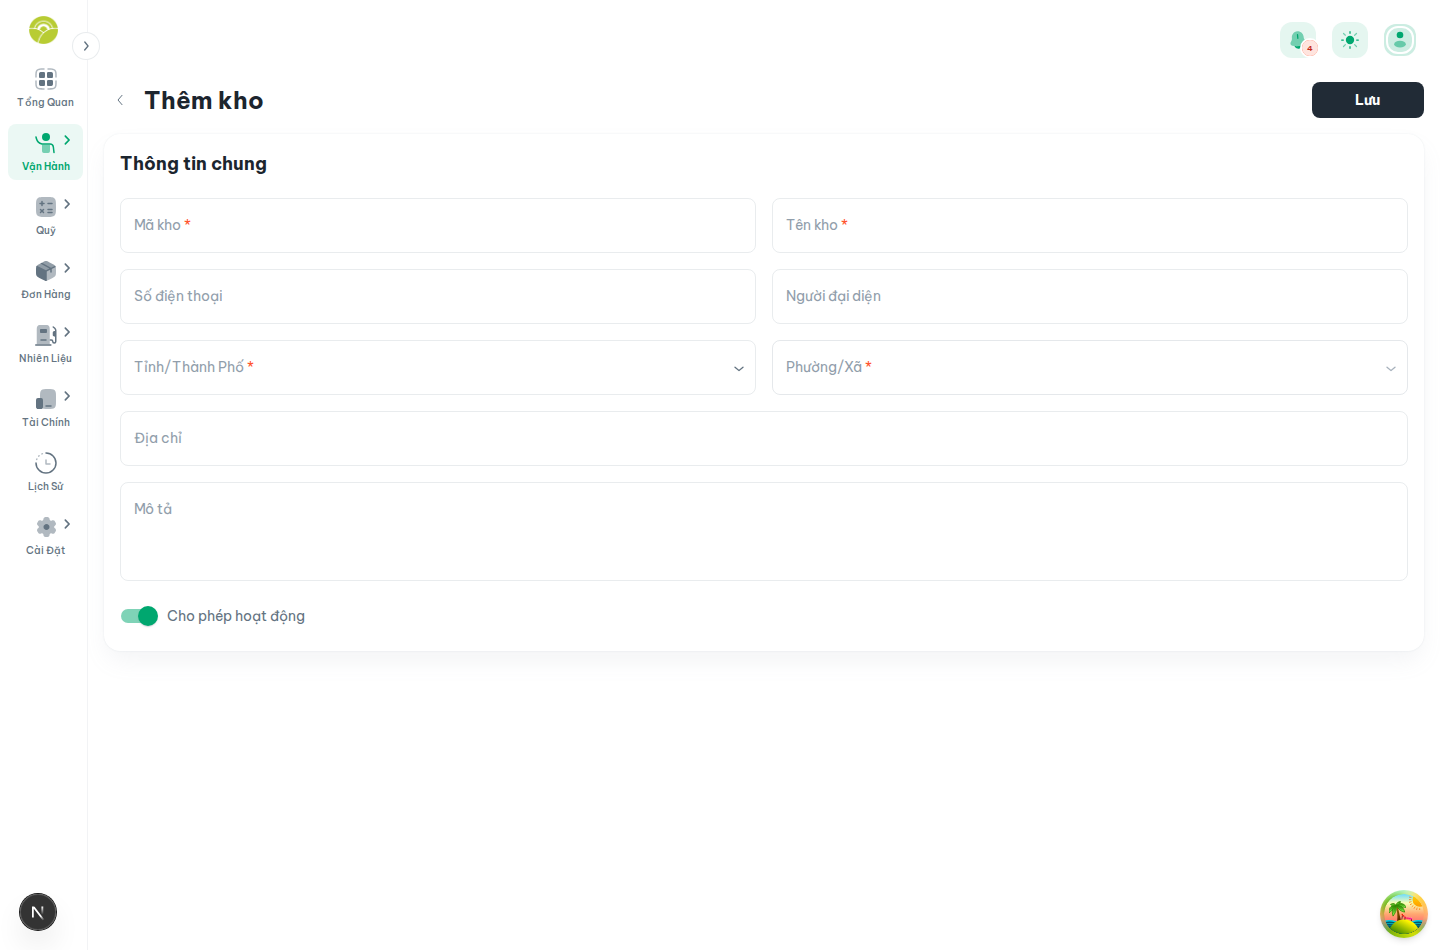 4
Tổng Quan
Vận Hành
Quỹ
Đơn Hàng
Nhiên Liệu
Tài Chính
Lịch Sử
Cài Đặt
N
Thêm kho
Lưu
Thông tin chung
Mã kho *
Tên kho *
Số điện thoại
Người đại diện
Tỉnh/Thành Phố *
Phường/Xã *
Địa chỉ
Mô tả
Cho phép hoạt động